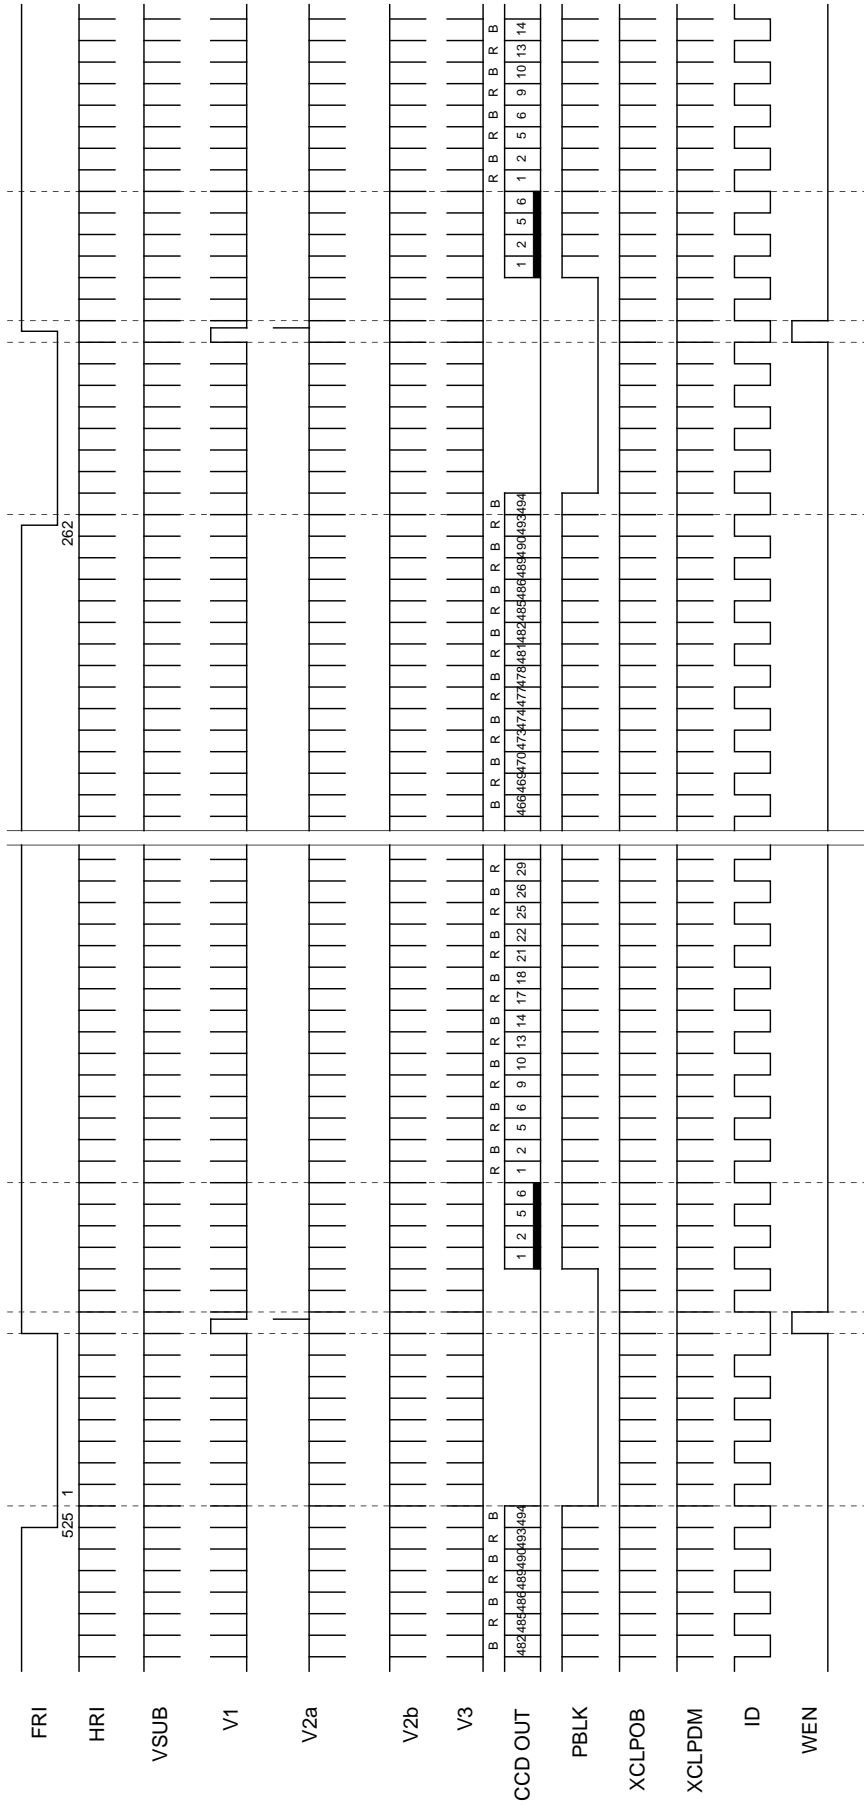 FRI
525 1 262
HRI
VSUB
V1
V2a
V2b
V3
B R B R B R B R B R B R B R B R B R B R B R B R B R B R B R B R B R B R B R B R B R B R B
CCD OUT 482 485 486 489 490 493 494 1 2 5 6 1 2 5 6 9 10 13 14 17 18 21 22 25 26 29 466 469 470 473 474 477 478 481 482 485 486 489 490 493 494 1 2 5 6 1 2 5 6 9 10 13 14
PBLK
XCLPOB
XCLPDM
ID
WEN